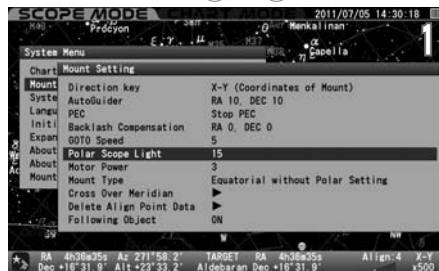 SCOPE MODE CHART MODE 2011/07/05 14:30:18
Procyon Menkalinan
Capella
1
System Menu
Chart
Mount
Syste
Langu
Initi
Expan
About
About
Mount
Mount Setting
Direction key X-Y (Coordinates of Mount)
AutoGuider RA 10, DEC 10
PEC Stop PEC
Backlash Compensation RA 0, DEC 0
GOTO Speed 5
Polar Scope Light 15
Motor Power 3
Mount Type Equatorial without Polar Setting
Cross Over Meridian ▶
Delete Align Point Data ▶
Following Object ON
W NW
RA 4h36m35s Az 271°58.2' TARGET RA 4h36m35s Align:4 X-Y
Dec +16°31.9' Alt +23°33.2' Aldebaran Dec +16°31.9' x500